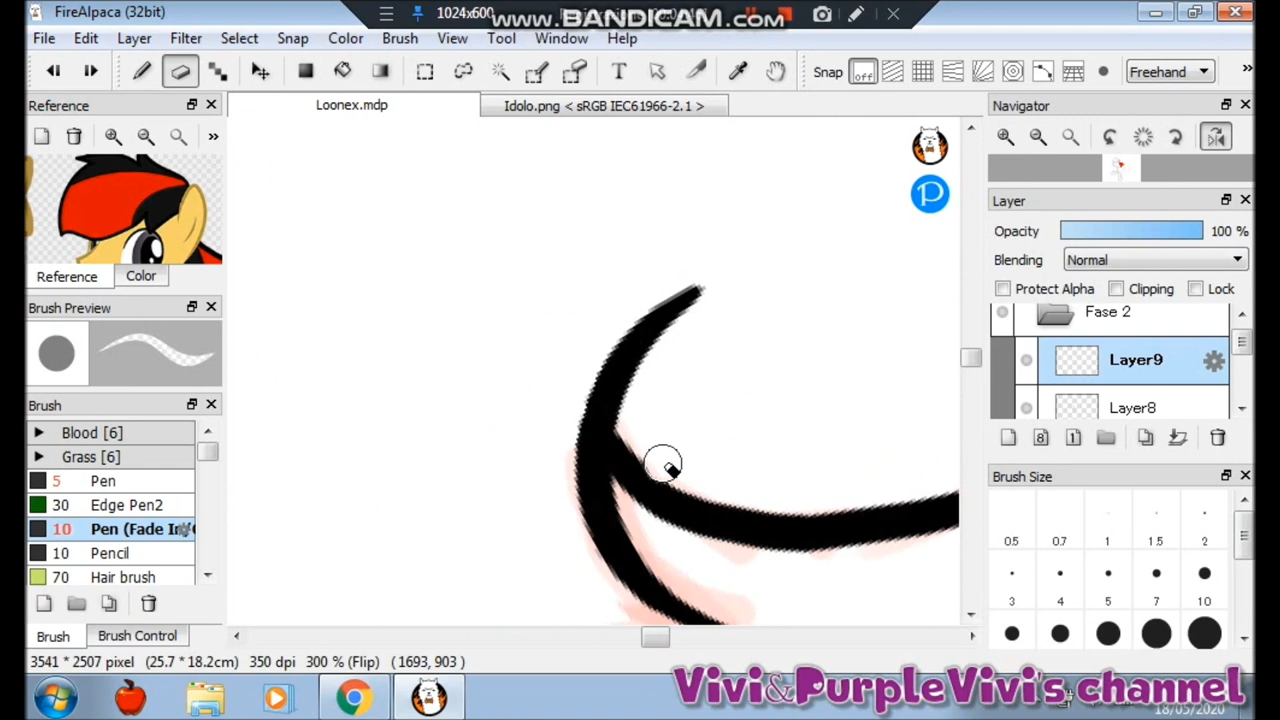 FireAlpaca (32bit)
1024x600
WWW.BANDICAM.COM
File Edit Layer Filter Select Snap Color Brush View Tool Window Help
Snap off Freehand
Reference
Loonex.mdp
Idolo.png < sRGB IEC61966-2.1 >
Navigator
Layer
Opacity 100 %
Blending Normal
Protect Alpha Clipping Lock
Reference Color
Brush Preview
Fase 2
Layer9
Layer8
Brush
Blood [6]
Grass [6]
5 Pen
30 Edge Pen2
10 Pen (Fade In/
10 Pencil
70 Hair brush
Brush Size
0.5 0.7 1 1.5 2
3 4 5 7 10
Brush Brush Control
3541 * 2507 pixel (25.7 * 18.2cm) 350 dpi 300 % (Flip) (1693, 903 )
Vivi&PurpleVivi's channel
18/05/2020